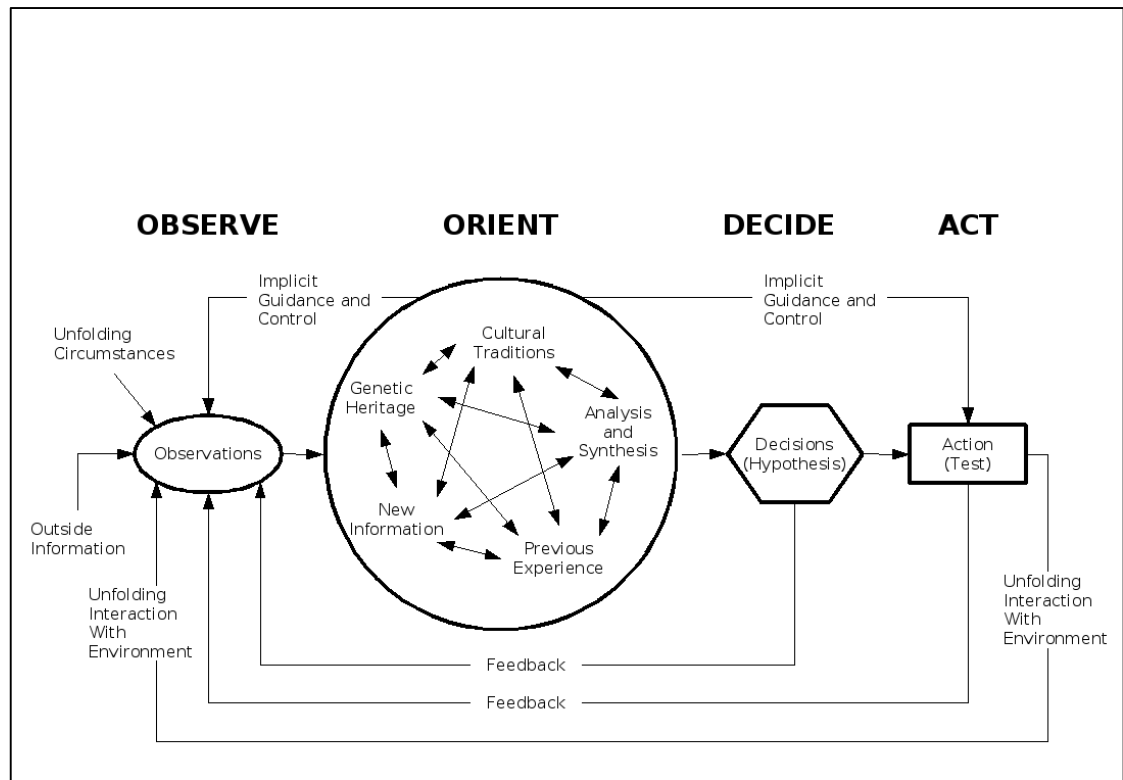 OBSERVE
ORIENT
DECIDE
ACT
Implicit
Guidance and
Control
Implicit
Guidance and
Control
Unfolding
Circumstances
Cultural
Traditions
Genetic
Heritage
Analysis
and
Synthesis
Observations
Decisions
(Hypothesis)
Action
(Test)
New
Information
Previous
Experience
Outside
Information
Unfolding
Interaction
With
Environment
Unfolding
Interaction
With
Environment
Feedback
Feedback